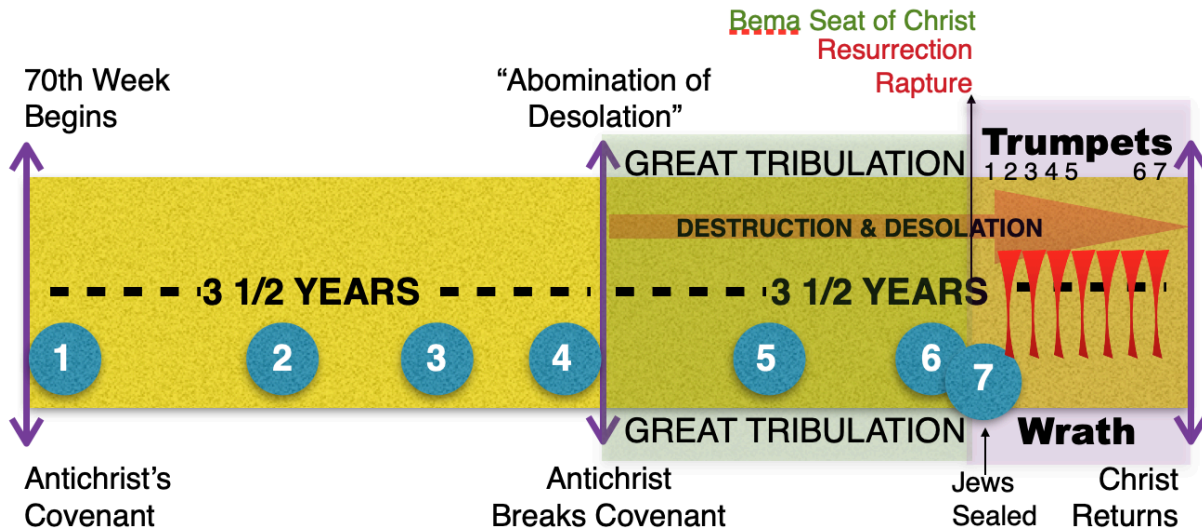 Bema Seat of Christ
Resurrection
Rapture
70th Week
Begins
“Abomination of
Desolation”
GREAT TRIBULATION
Trumpets
1 2 3 4 5 6 7
DESTRUCTION & DESOLATION
3 1/2 YEARS
3 1/2 YEARS
1
2
3
4
5
6
7
GREAT TRIBULATION
Wrath
Antichrist’s
Covenant
Antichrist
Breaks Covenant
Jews
Sealed
Christ
Returns